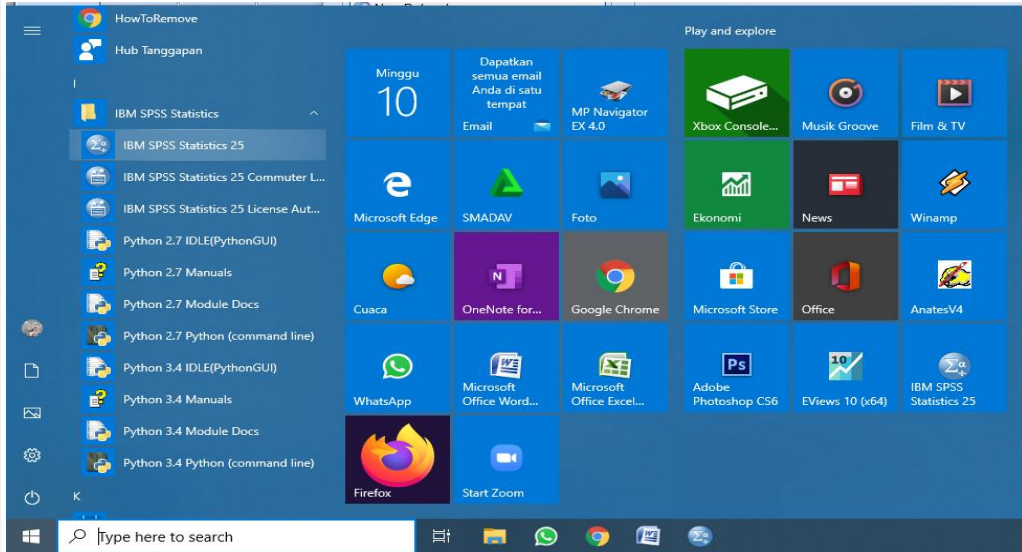 HowToRemove
Hub Tanggapan
I
IBM SPSS Statistics
IBM SPSS Statistics 25
IBM SPSS Statistics 25 Commuter L...
IBM SPSS Statistics 25 License Aut...
Python 2.7 IDLE(PythonGUI)
Python 2.7 Manuals
Python 2.7 Module Docs
Python 2.7 Python (command line)
Python 3.4 IDLE(PythonGUI)
Python 3.4 Manuals
Python 3.4 Module Docs
Python 3.4 Python (command line)
K
Minggu
10
Dapatkan
semua email
Anda di satu
tempat
Email
MP Navigator
EX 4.0
Microsoft Edge
SMADAV
Foto
Cuaca
OneNote for...
Google Chrome
WhatsApp
Microsoft
Office Word...
Microsoft
Office Excel...
Firefox
Start Zoom
Play and explore
Xbox Console...
Musik Groove
Film & TV
Ekonomi
News
Winamp
Microsoft Store
Office
AnatesV4
Ps
Adobe
Photoshop CS6
10
EViews 10 (x64)
IBM SPSS
Statistics 25
Type here to search